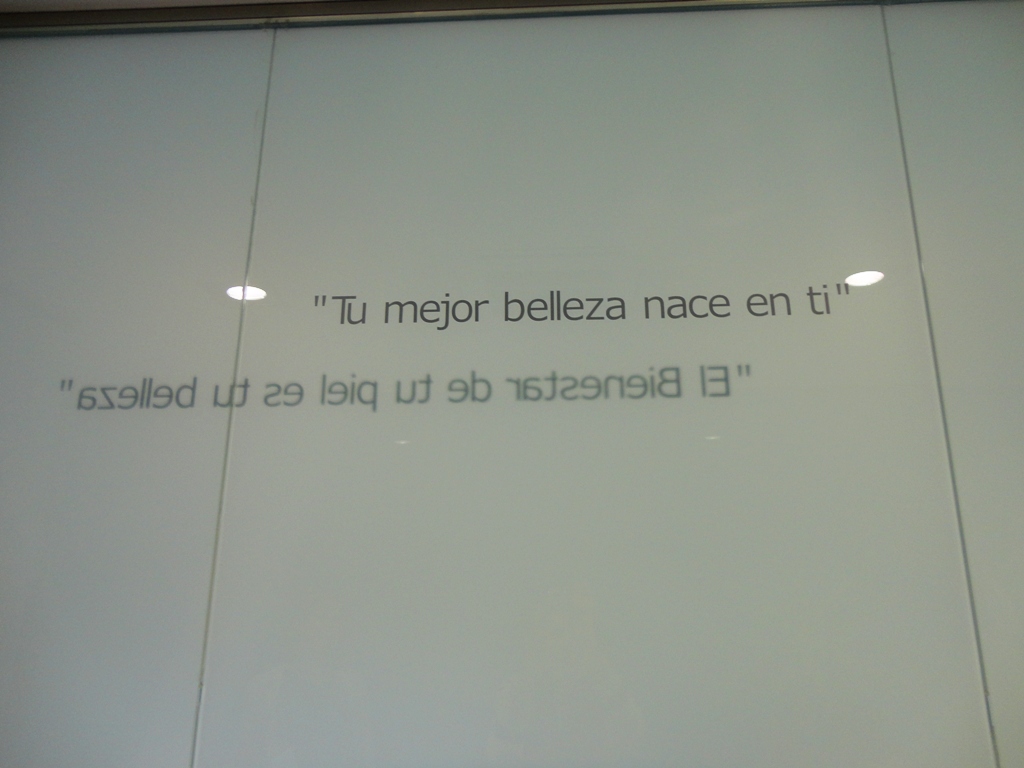 "Tu mejor belleza nace en ti"
"El Bienestar de tu piel es tu belleza"